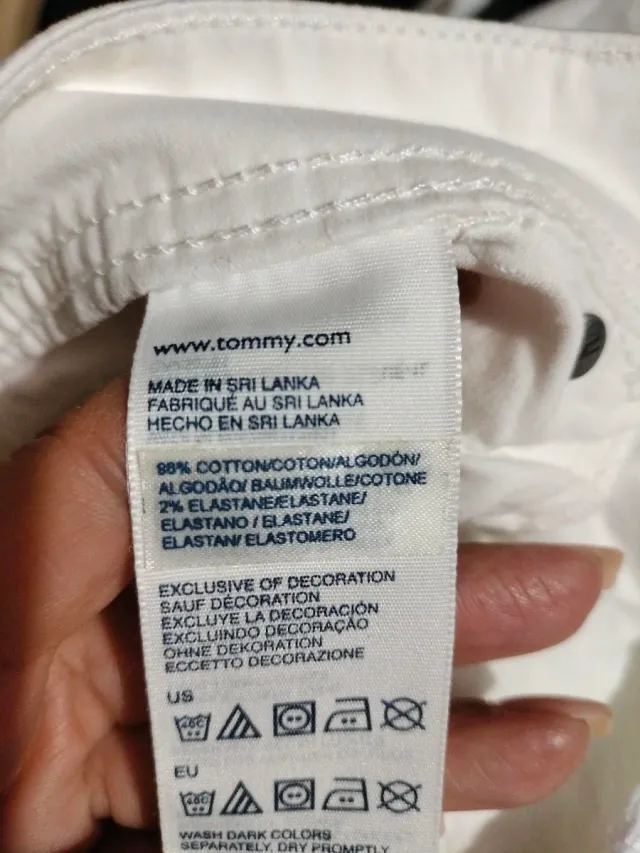 www.tommy.com
MADE IN SRI LANKA
FABRIQUÉ AU SRI LANKA
HECHO EN SRI LANKA
98% COTTON/COTON/ALGODÓN/
ALGODÃO/ BAUMWOLLE/COTONE
2% ELASTANE/ELASTANE/
ELASTANO / ELASTANE/
ELASTAN/ ELASTOMERO
EXCLUSIVE OF DECORATION
SAUF DÉCORATION
EXCLUYE LA DECORACIÓN
EXCLUINDO DECORAÇÃO
OHNE DEKORATION
ECCETTO DECORAZIONE
US
EU
WASH DARK COLORS
SEPARATELY, DRY PROMPTLY